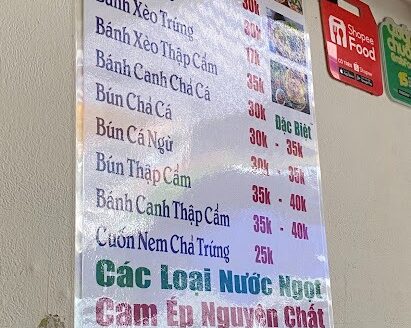 30k
33k
Bánh Xèo Trứng 17k
Bánh Xèo Thập Cẩm 35k
Bánh Canh Chả Cá 30k
Đặc Biệt
Bún Chả Cá 30k - 35k
Bún Cá Ngừ 30k - 35k
Bún Thập Cẩm 35k - 40k
Bánh Canh Thập Cẩm 35k - 40k
Cuốn Nem Chả Trứng 25k
Các Loại Nước Ngọt
Cam Ép Nguyên Chất
Shopee
Food